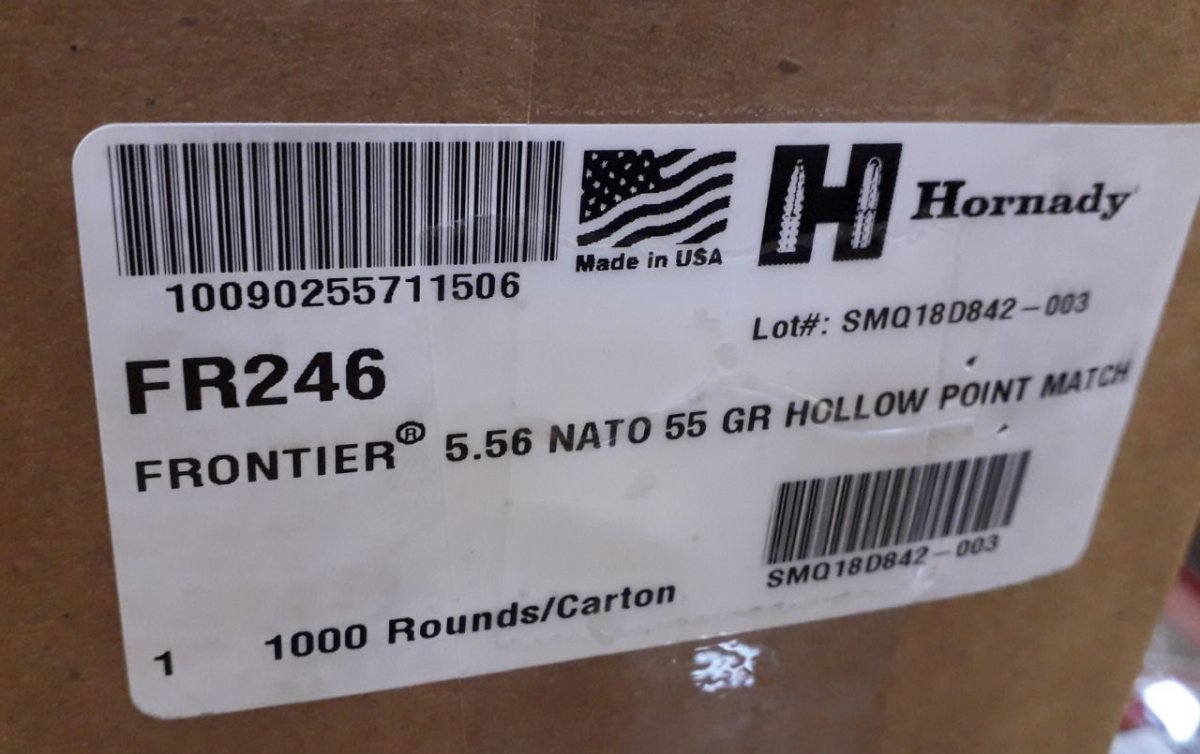 10090255711506
Made in USA
H Hornady
Lot#: SMQ18D842-003
FR246
FRONTIER® 5.56 NATO 55 GR HOLLOW POINT MATCH
SMQ18D842-003
1 1000 Rounds/Carton